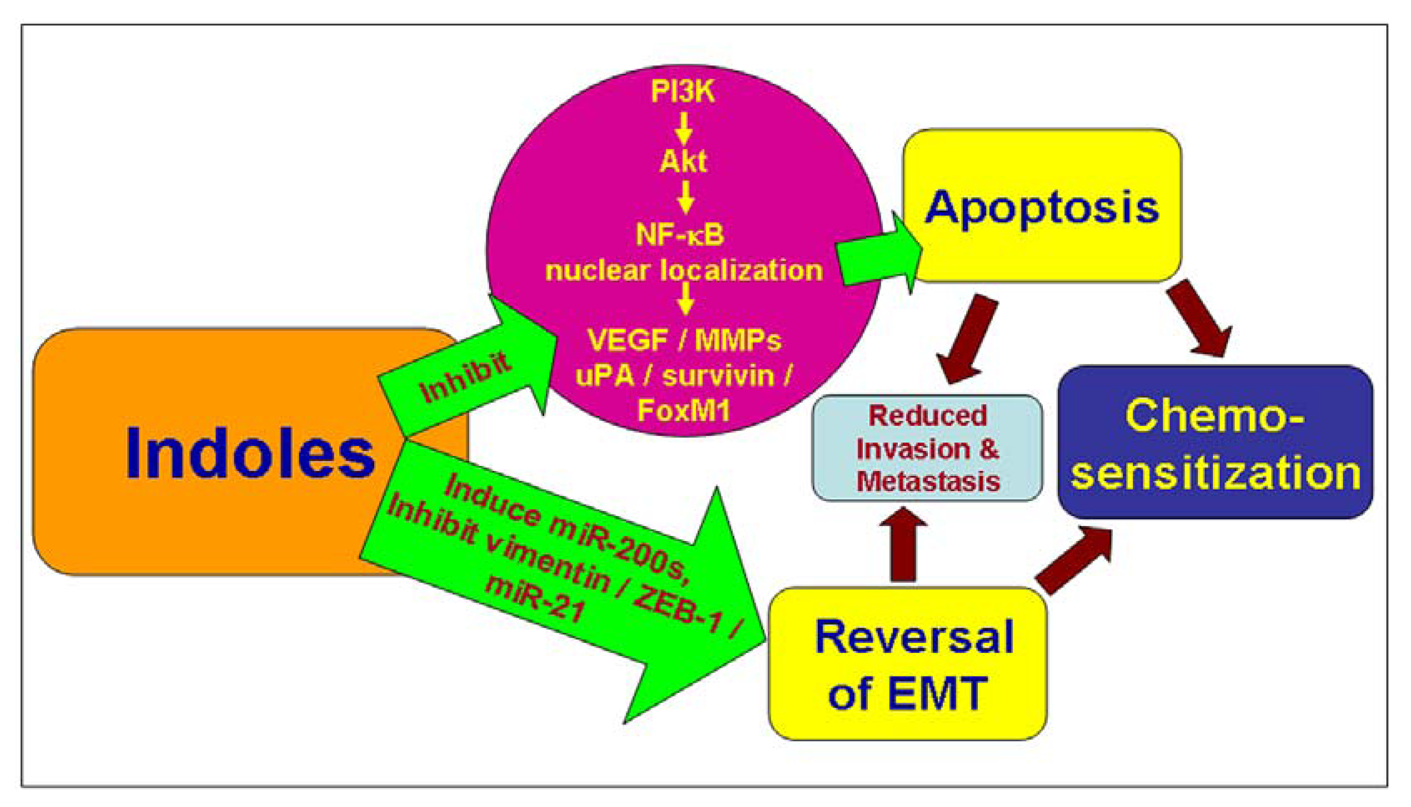 PI3K
Akt
NF-κB
nuclear localization
VEGF / MMPs
uPA / survivin /
FoxM1
Apoptosis
Inhibit
Indoles
Induce miR-200s,
Inhibit vimentin / ZEB-1 /
miR-21
Reduced
Invasion &
Metastasis
Chemo-
sensitization
Reversal
of EMT